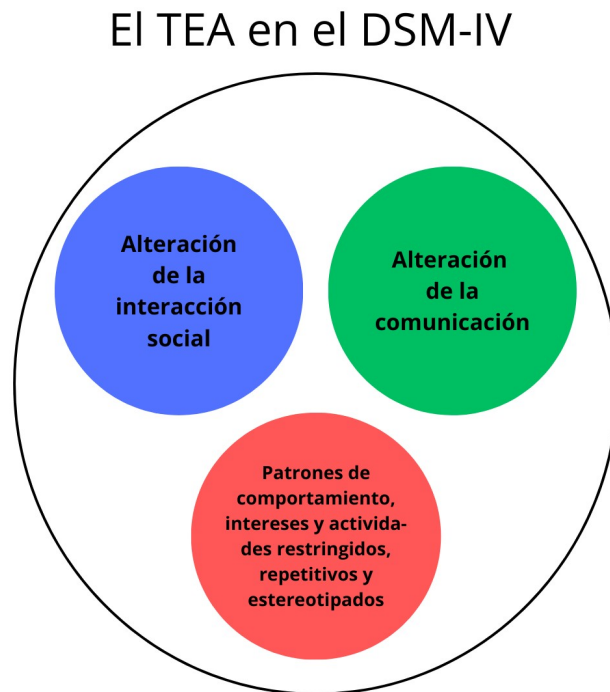 El TEA en el DSM-IV
Alteración
de la
interacción
social
Alteración
de la
comunicación
Patrones de
comportamiento,
intereses y activida-
des restringidos,
repetitivos y
estereotipados